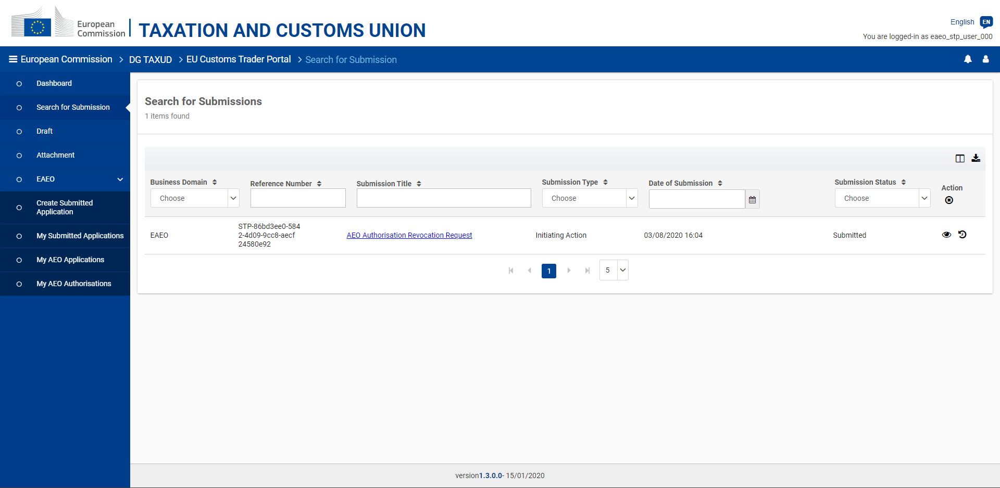 European
Commission
TAXATION AND CUSTOMS UNION
English EN
You are logged-in as eaeo_stp_user_000
European Commission > DG TAXUD > EU Customs Trader Portal > Search for Submission
Dashboard
Search for Submission
Draft
Attachment
EAEO
Create Submitted
Application
My Submitted Applications
My AEO Applications
My AEO Authorisations
Search for Submissions
1 items found
Business Domain
Reference Number
Submission Title
Submission Type
Date of Submission
Submission Status
Action
Choose
Choose
Choose
EAEO
STP-86bd3ee0-584
2-4d09-9cc8-aecf
24580e92
AEO Authorisation Revocation Request
Initiating Action
03/08/2020 16:04
Submitted
1
5
version1.3.0.0- 15/01/2020